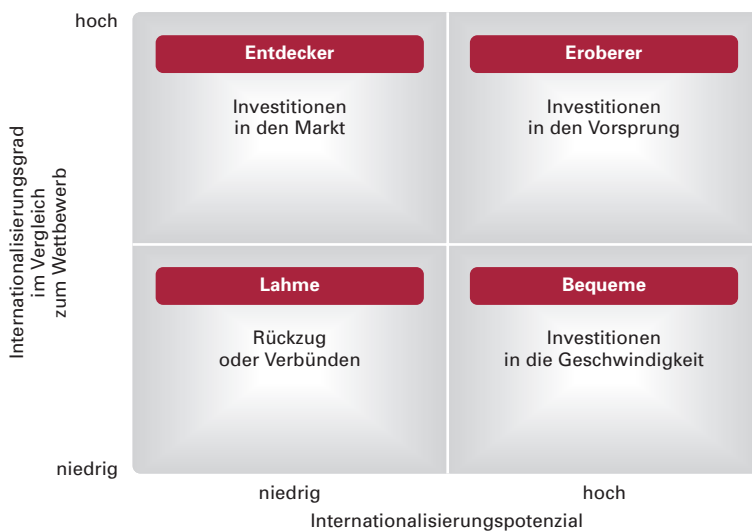 hoch
Entdecker
Investitionen
in den Markt
Eroberer
Investitionen
in den Vorsprung
Internationalisierungsgrad
im Vergleich
zum Wettbewerb
Lahme
Rückzug
oder Verbünden
Bequeme
Investitionen
in die Geschwindigkeit
niedrig
niedrig
hoch
Internationalisierungspotenzial